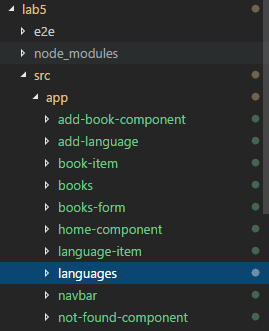 lab5
e2e
node_modules
src
app
add-book-component
add-language
book-item
books
books-form
home-component
language-item
languages
navbar
not-found-component